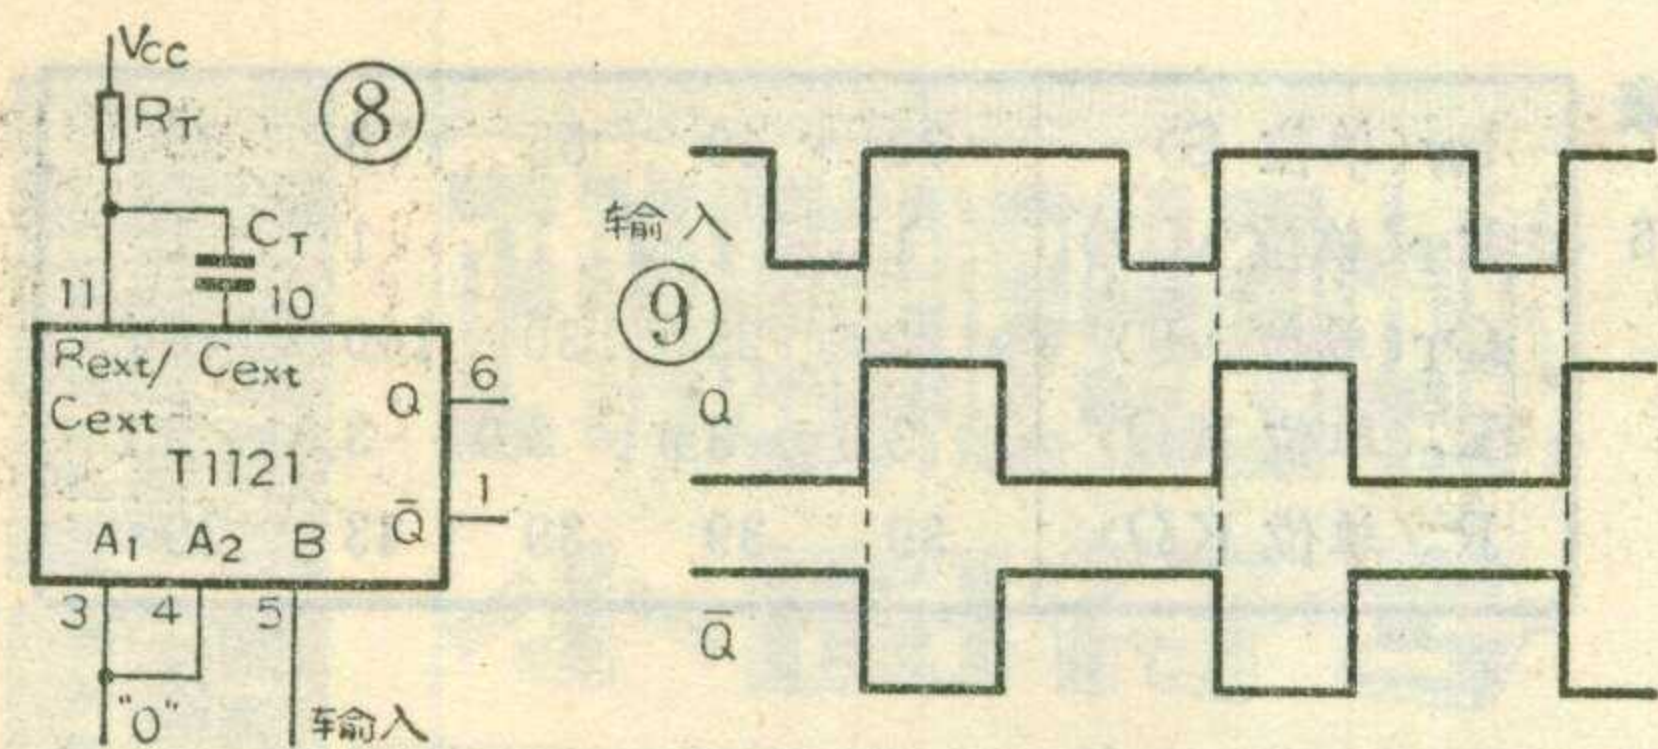 Vcc
RT
⑧
CT
11
10
Rext/ Cext
Cext
Q
6
T1121
Q̄
1
A1 A2 B
3 4 5
"0"
输入
输入
⑨
Q
Q̄